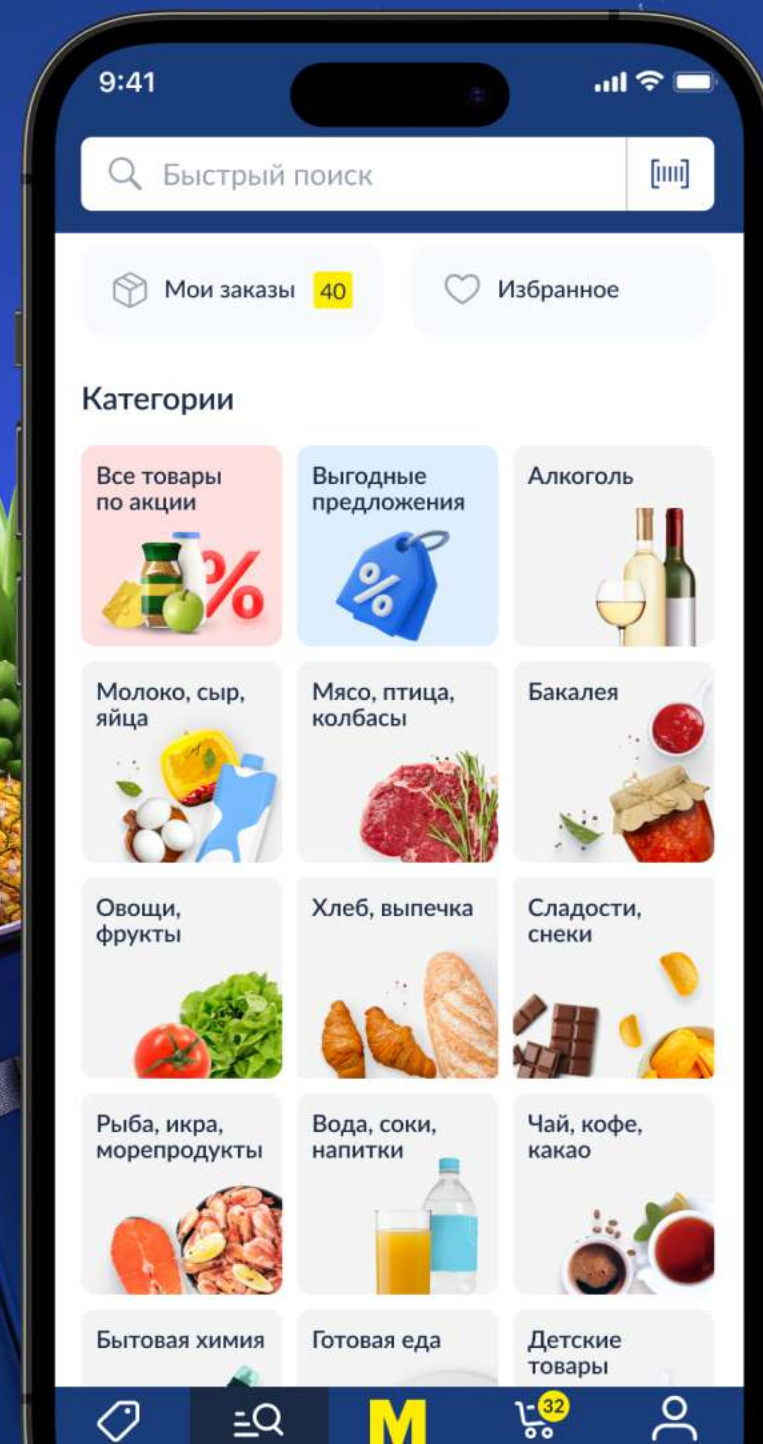 9:41
Быстрый поиск
Мои заказы 40
Избранное
Категории
Все товары
по акции
%
Выгодные
предложения
%
Алкоголь
Молоко, сыр,
яйца
Мясо, птица,
колбасы
Бакалея
Овощи,
фрукты
Хлеб, выпечка
Сладости,
снеки
Рыба, икра,
морепродукты
Вода, соки,
напитки
Чай, кофе,
какао
Бытовая химия
Готовая еда
Детские
товары
М
32